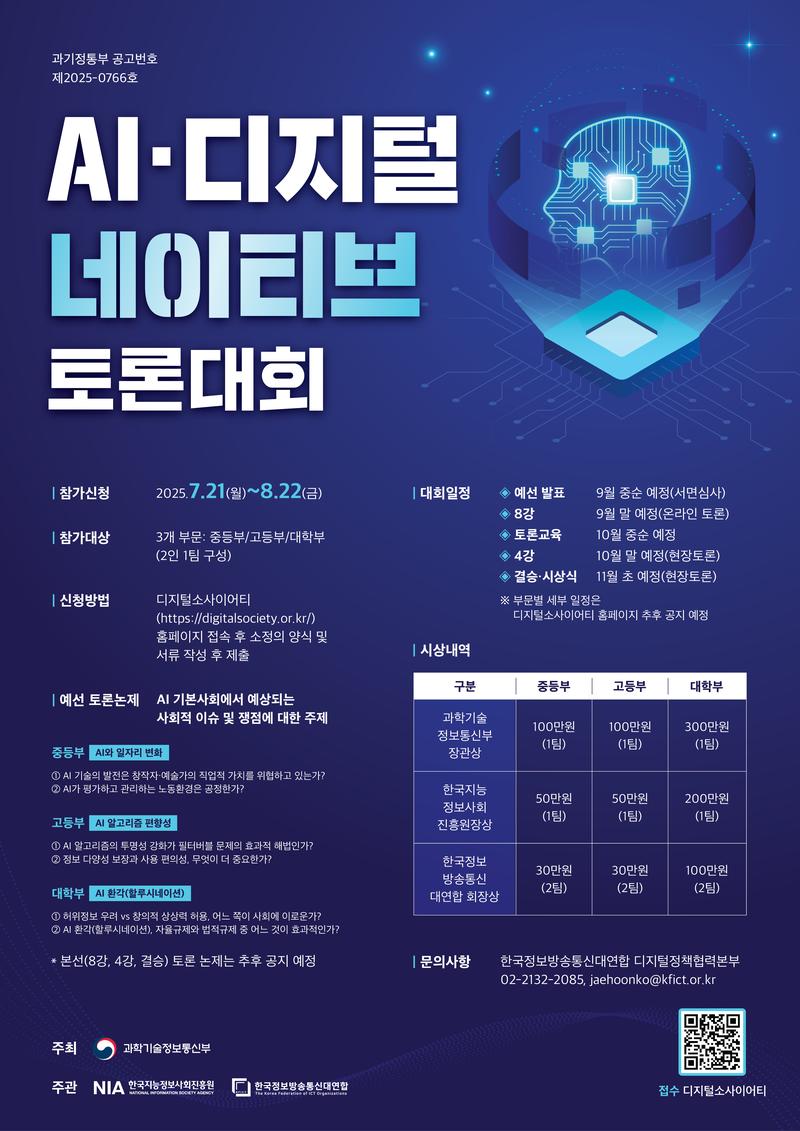 과기정통부 공고번호
제2025-0766호
AI·디지털
네이티브
토론대회
참가신청 2025.7.21(월)~8.22(금)
참가대상 3개 부문: 중등부/고등부/대학부
(2인 1팀 구성)
신청방법 디지털소사이어티
(https://digitalsociety.or.kr/)
홈페이지 접속 후 소정의 양식 및
서류 작성 후 제출
예선 토론논제 AI 기본사회에서 예상되는
사회적 이슈 및 쟁점에 대한 주제
중등부 AI와 일자리 변화
① AI 기술의 발전은 창작자·예술가의 직업적 가치를 위협하고 있는가?
② AI가 평가하고 관리하는 노동환경은 공정한가?
고등부 AI 알고리즘 편향성
① AI 알고리즘의 투명성 강화가 필터버블 문제의 효과적 해법인가?
② 정보 다양성 보장과 사용 편의성, 무엇이 더 중요한가?
대학부 AI 환각(할루시네이션)
① 허위정보 우려 vs 창의적 상상력 허용, 어느 쪽이 사회에 이로운가?
② AI 환각(할루시네이션), 자율규제와 법적규제 중 어느 것이 효과적인가?
* 본선(8강, 4강, 결승) 토론 논제는 추후 공지 예정
대회일정 ◈ 예선 발표 9월 중순 예정(서면심사)
◈ 8강 9월 말 예정(온라인 토론)
◈ 토론교육 10월 중순 예정
◈ 4강 10월 말 예정(현장토론)
◈ 결승·시상식 11월 초 예정(현장토론)
※ 부문별 세부 일정은
디지털소사이어티 홈페이지 추후 공지 예정
시상내역
구분 중등부 고등부 대학부
과학기술
정보통신부
장관상
100만원 100만원 300만원
(1팀) (1팀) (1팀)
한국지능
정보사회
진흥원장상
50만원 50만원 200만원
(1팀) (1팀) (1팀)
한국정보
방송통신
대연합 회장상
30만원 30만원 100만원
(2팀) (2팀) (2팀)
문의사항 한국정보방송통신대연합 디지털정책협력본부
02-2132-2085, jaehoonko@kfict.or.kr
주최 과학기술정보통신부
주관 NIA 한국지능정보사회진흥원
NATIONAL INFORMATION SOCIETY AGENCY
한국정보방송통신대연합
The Korea Federation of ICT Organizations
접수 디지털소사이어티